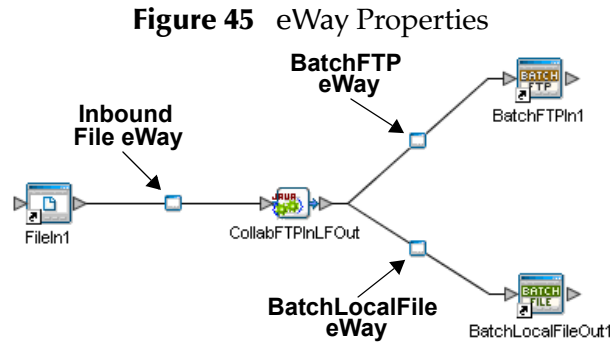 Figure 45 eWay Properties
BatchFTP
eWay
BATCH
FTP
BatchFTPIn1
Inbound
File eWay
FileIn1
JAVA
CollabFTPInLFOut
BatchLocalFile
eWay
BATCH
FILE
BatchLocalFileOut1